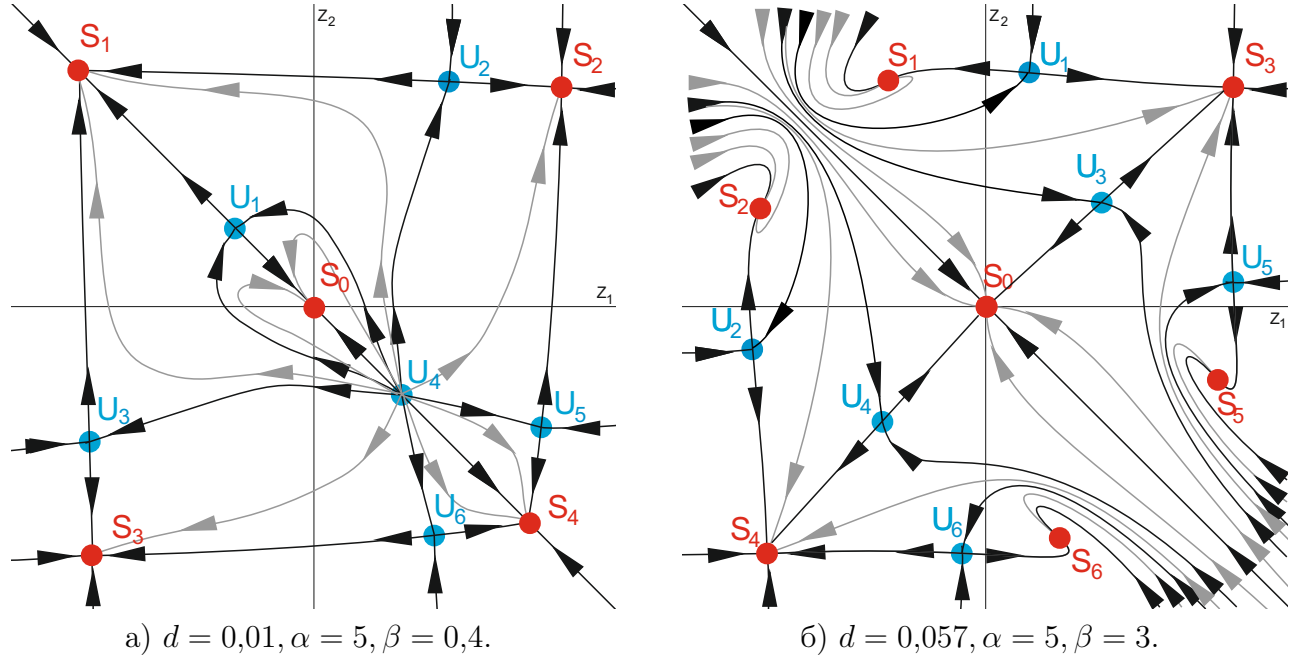 z₂
S₁
U₂
S₂
U₁
S₀
z₁
U₄
U₃
U₅
S₃
U₆
S₄
а) d = 0,01, α = 5, β = 0,4.
z₂
S₁
U₁
S₃
U₃
S₂
S₀
U₅
z₁
U₂
U₄
S₅
S₄
U₆
S₆
б) d = 0,057, α = 5, β = 3.